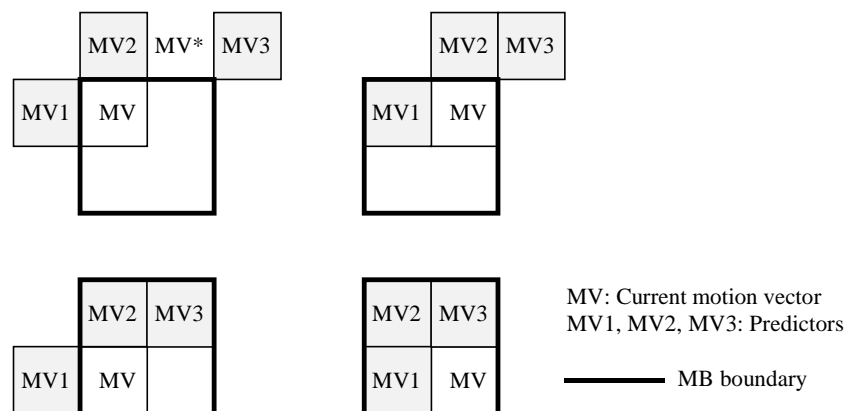 MV2 MV* MV3
MV1 MV
MV2 MV3
MV1 MV
MV2 MV3
MV1 MV
MV2 MV3
MV1 MV
MV: Current motion vector
MV1, MV2, MV3: Predictors
MB boundary